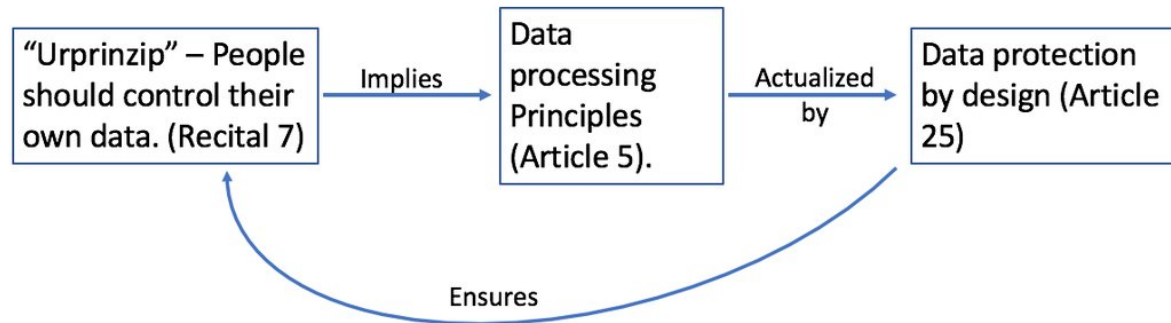 “Urprinzip” – People
should control their
own data. (Recital 7)
Implies
Data
processing
Principles
(Article 5).
Actualized
by
Data protection
by design (Article
25)
Ensures